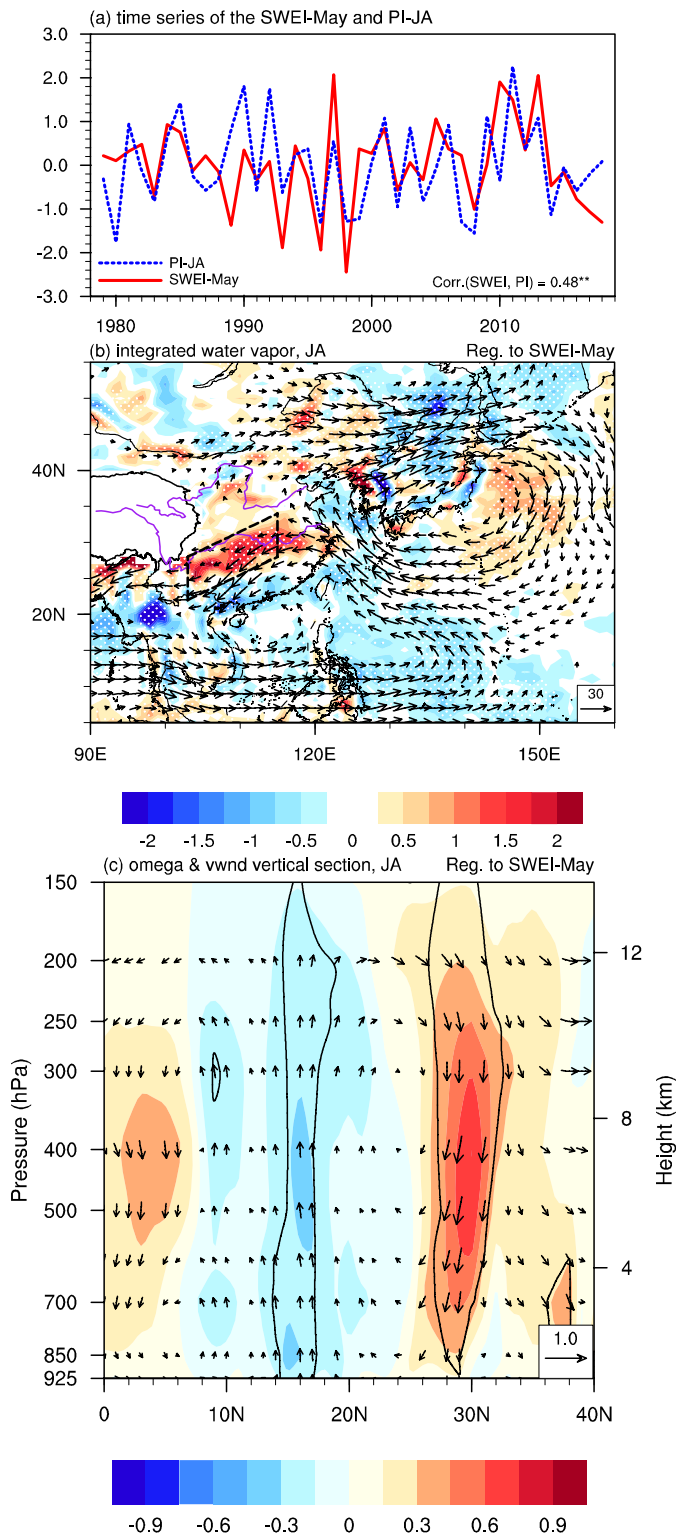 (a) time series of the SWEI-May and PI-JA
3.0
2.0
1.0
0.0
-1.0
-2.0
-3.0
PI-JA
SWEI-May
Corr.(SWEI, PI) = 0.48**
1980 1990 2000 2010
(b) integrated water vapor, JA Reg. to SWEI-May
40N
20N
30
90E 120E 150E
-2 -1.5 -1 -0.5 0 0.5 1 1.5 2
(c) omega & vwnd vertical section, JA Reg. to SWEI-May
150
200
250
300
400
500
700
850
925
Pressure (hPa)
12
8
4
Height (km)
1.0
0 10N 20N 30N 40N
-0.9 -0.6 -0.3 0 0.3 0.6 0.9